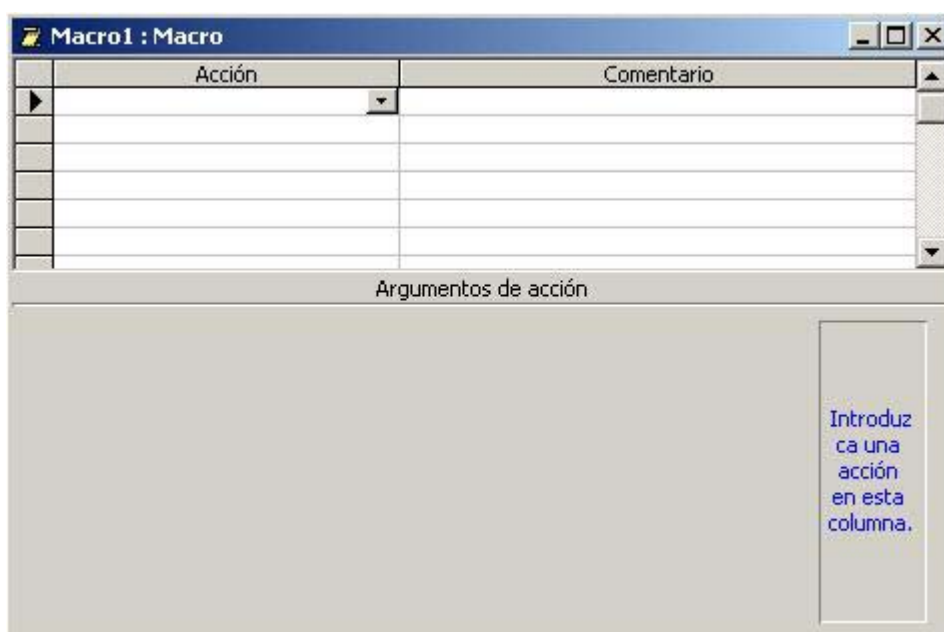 Macro1 : Macro
Acción Comentario
Argumentos de acción
Introduz
ca una
acción
en esta
columna.